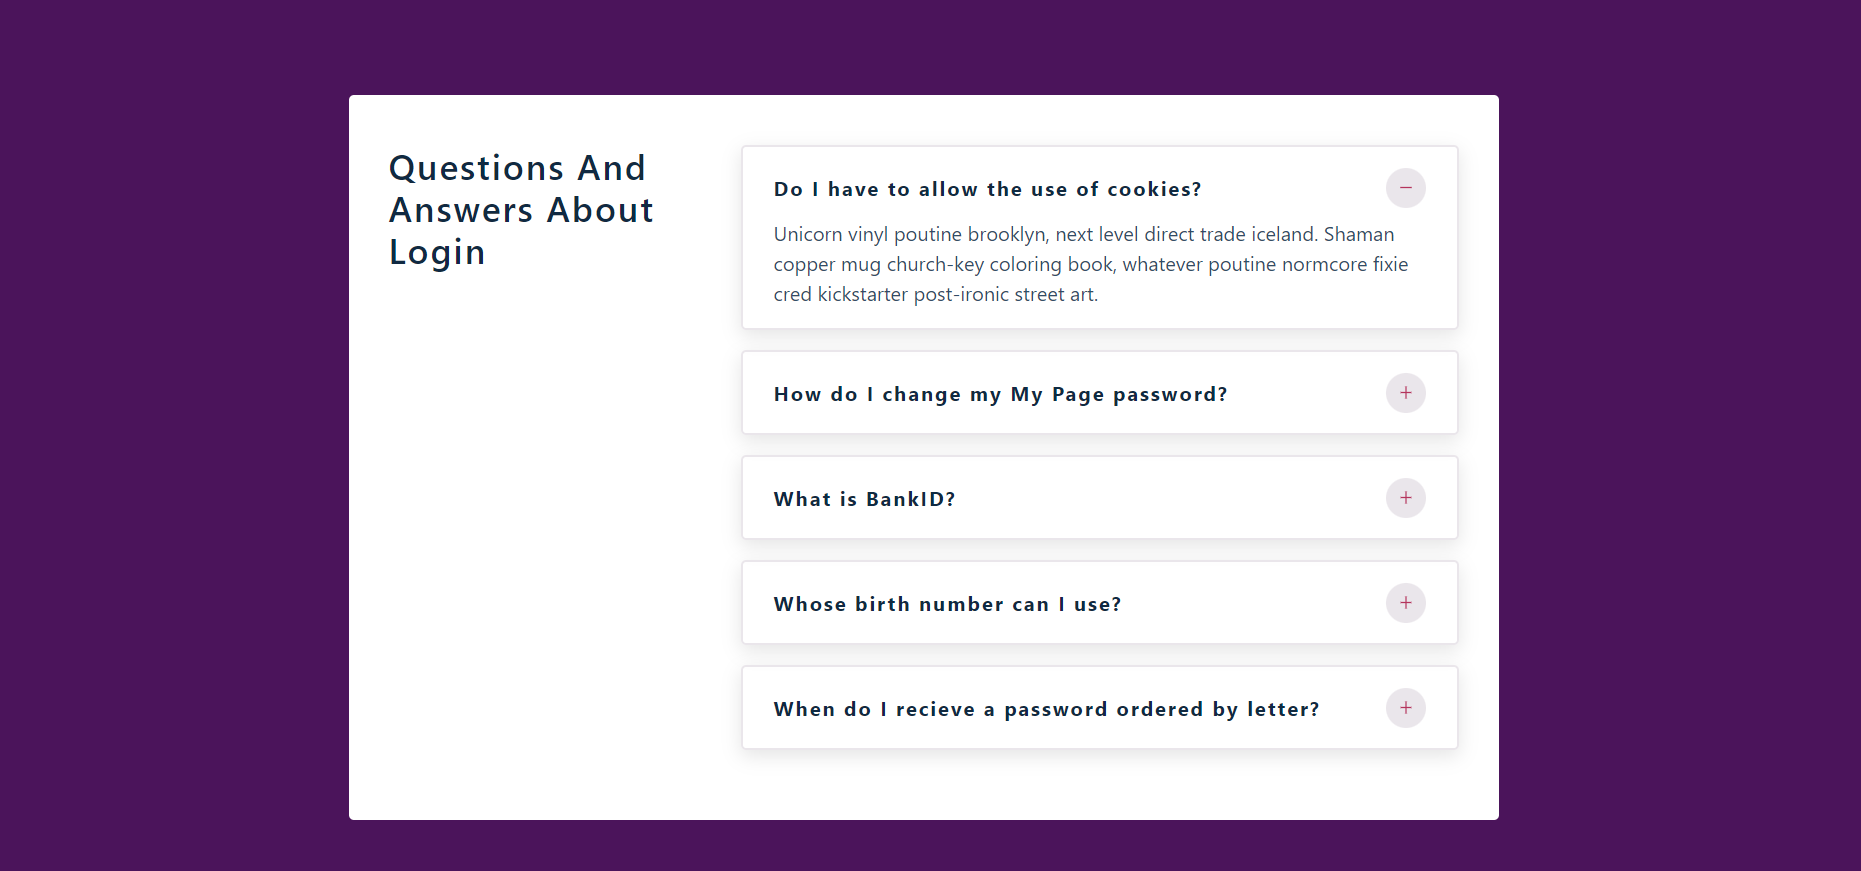 Questions And
Answers About
Login
Do I have to allow the use of cookies?
Unicorn vinyl poutine brooklyn, next level direct trade iceland. Shaman
copper mug church-key coloring book, whatever poutine normcore fixie
cred kickstarter post-ironic street art.
How do I change my My Page password?
What is BankID?
Whose birth number can I use?
When do I recieve a password ordered by letter?